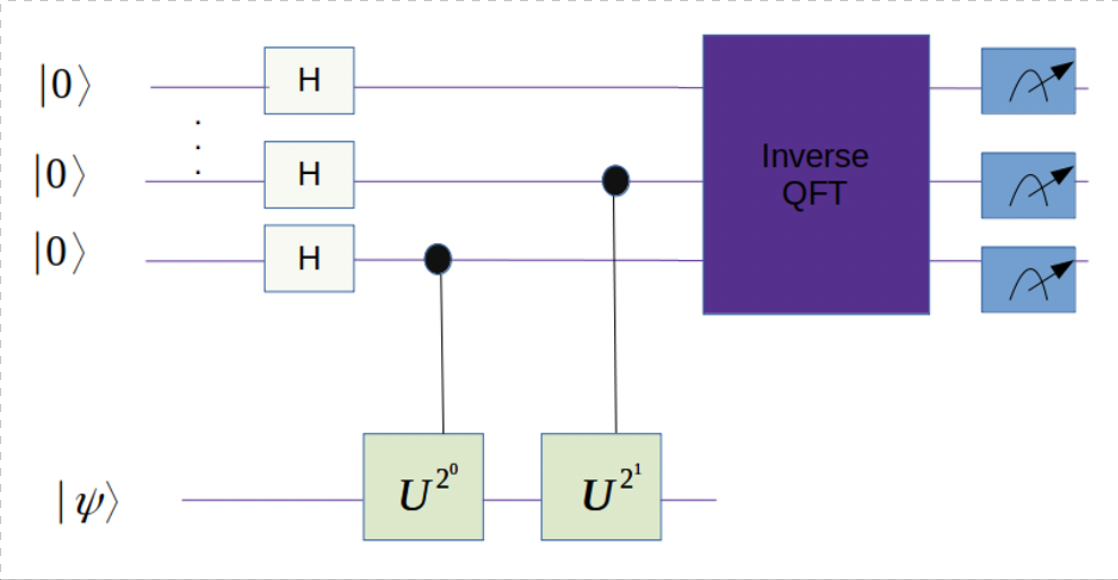 |0⟩ H
|0⟩ H
|0⟩ H
Inverse
QFT
|ψ⟩ U^{2^0} U^{2^1}